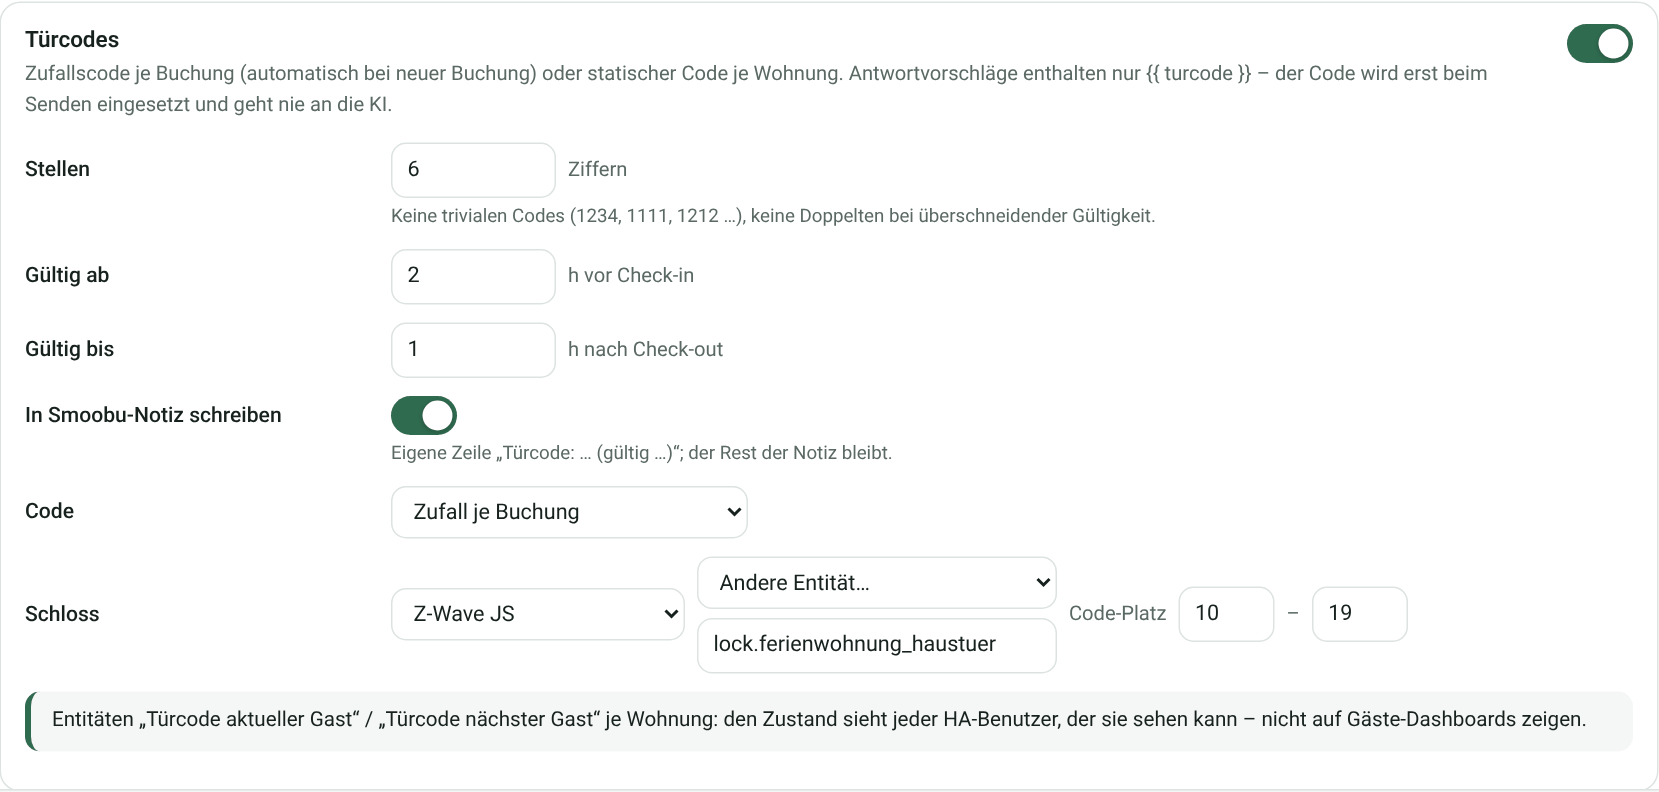 Türcodes
Zufallscode je Buchung (automatisch bei neuer Buchung) oder statischer Code je Wohnung. Antwortvorschläge enthalten nur {{ turcode }} – der Code wird erst beim
Senden eingesetzt und geht nie an die KI.
Stellen
6 Ziffern
Keine trivialen Codes (1234, 1111, 1212 …), keine Doppelten bei überschneidender Gültigkeit.
Gültig ab
2 h vor Check-in
Gültig bis
1 h nach Check-out
In Smoobu-Notiz schreiben
Eigene Zeile „Türcode: … (gültig …)“; der Rest der Notiz bleibt.
Code
Zufall je Buchung
Schloss
Z-Wave JS
Andere Entität…
lock.ferienwohnung_haustuer
Code-Platz 10 – 19
Entitäten „Türcode aktueller Gast“ / „Türcode nächster Gast“ je Wohnung: den Zustand sieht jeder HA-Benutzer, der sie sehen kann – nicht auf Gäste-Dashboards zeigen.